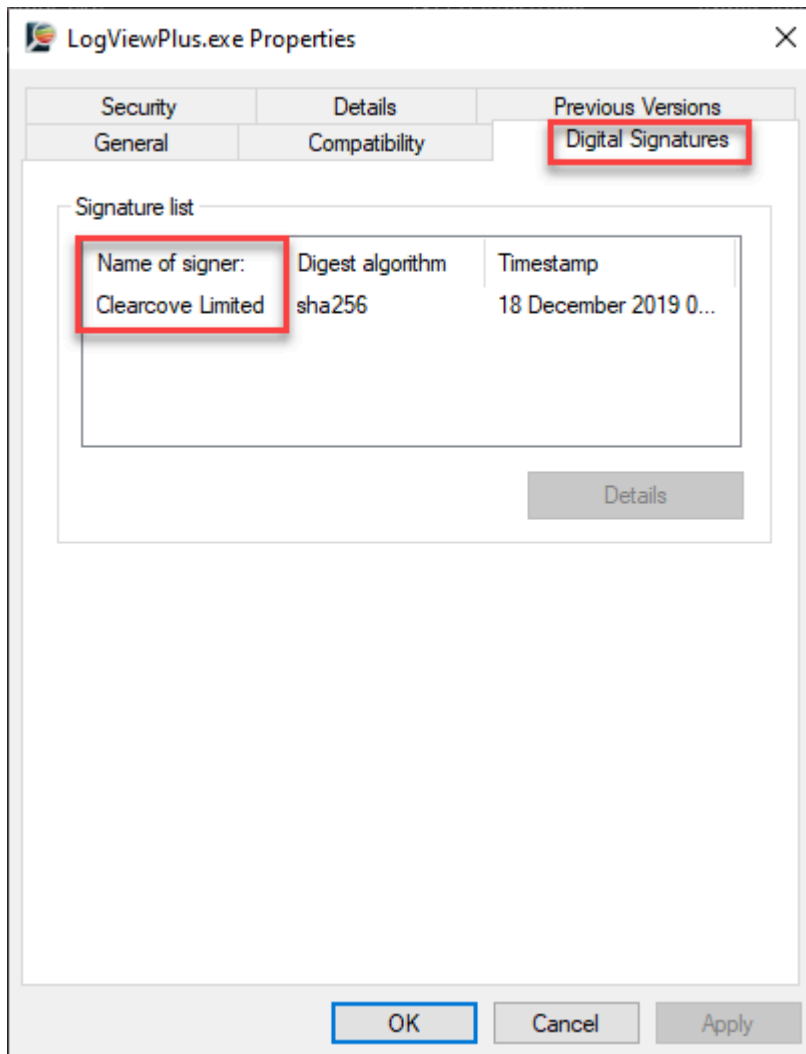 LogViewPlus.exe Properties
Security Details Previous Versions
General Compatibility Digital Signatures
Signature list
Name of signer: Digest algorithm Timestamp
Clearcove Limited sha256 18 December 2019 0...
Details
OK Cancel Apply